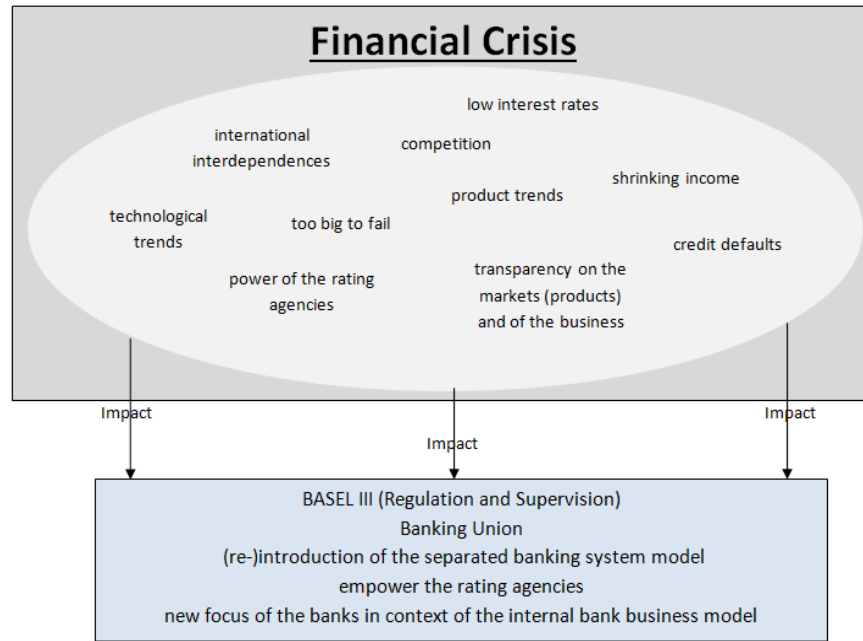 Financial Crisis
low interest rates
international
interdependences
competition
shrinking income
product trends
technological
trends
too big to fail
credit defaults
power of the rating
agencies
transparency on the
markets (products)
and of the business
Impact
Impact
Impact
BASEL III (Regulation and Supervision)
Banking Union
(re-)introduction of the separated banking system model
empower the rating agencies
new focus of the banks in context of the internal bank business model